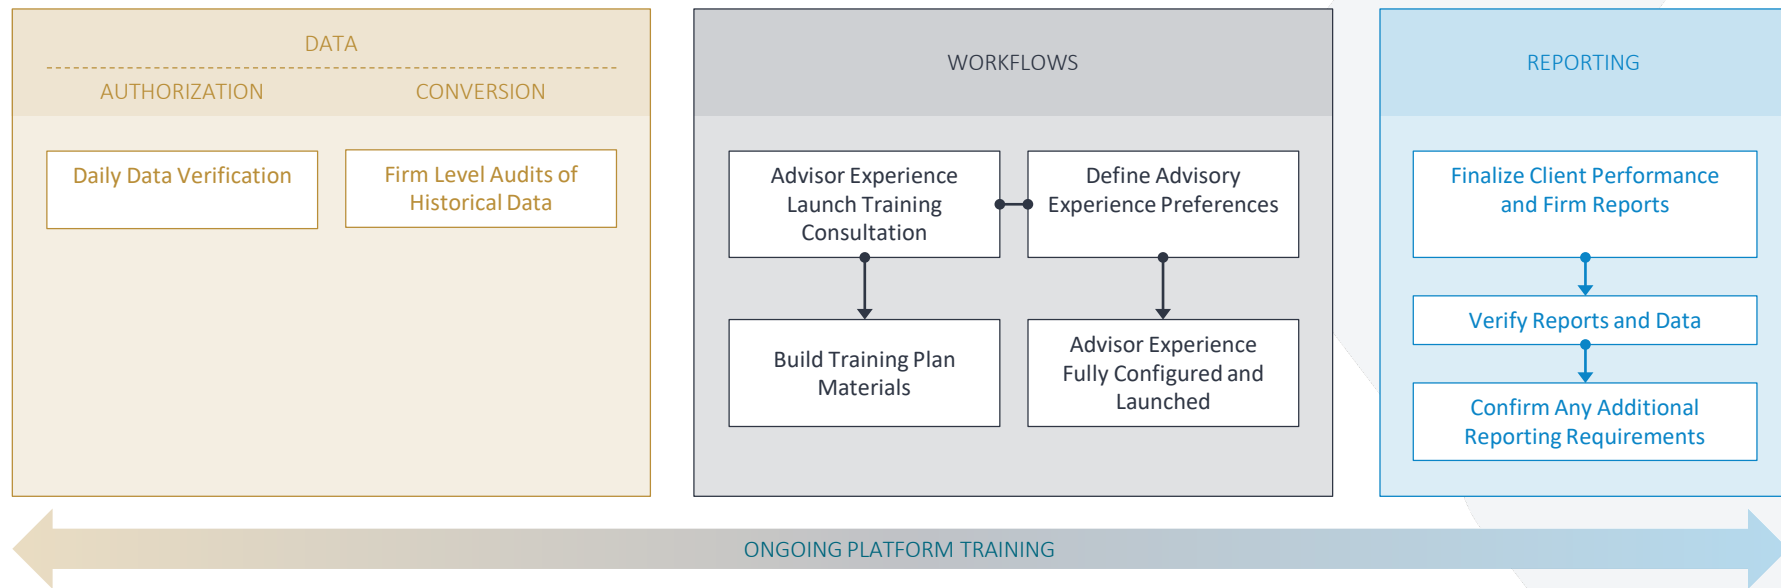 DATA
AUTHORIZATION
CONVERSION
Daily Data Verification
Firm Level Audits of
Historical Data
WORKFLOWS
Advisor Experience
Launch Training
Consultation
Define Advisory
Experience Preferences
Build Training Plan
Materials
Advisor Experience
Fully Configured and
Launched
REPORTING
Finalize Client Performance
and Firm Reports
Verify Reports and Data
Confirm Any Additional
Reporting Requirements
ONGOING PLATFORM TRAINING